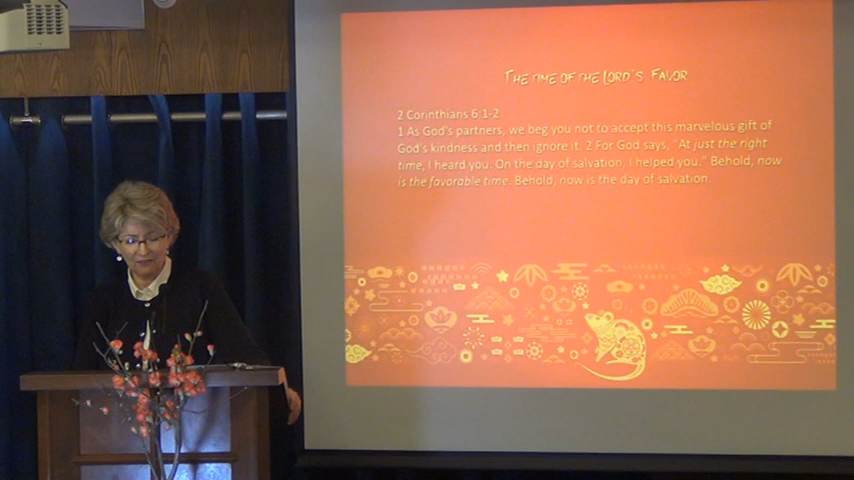 THE TIME OF THE LORD'S FAVOR
2 Corinthians 6:1-2
1 As God's partners, we beg you not to accept this marvelous gift of
God's kindness and then ignore it. 2 For God says, "At just the right
time, I heard you. On the day of salvation, I helped you." Behold, now
is the favorable time. Behold, now is the day of salvation.